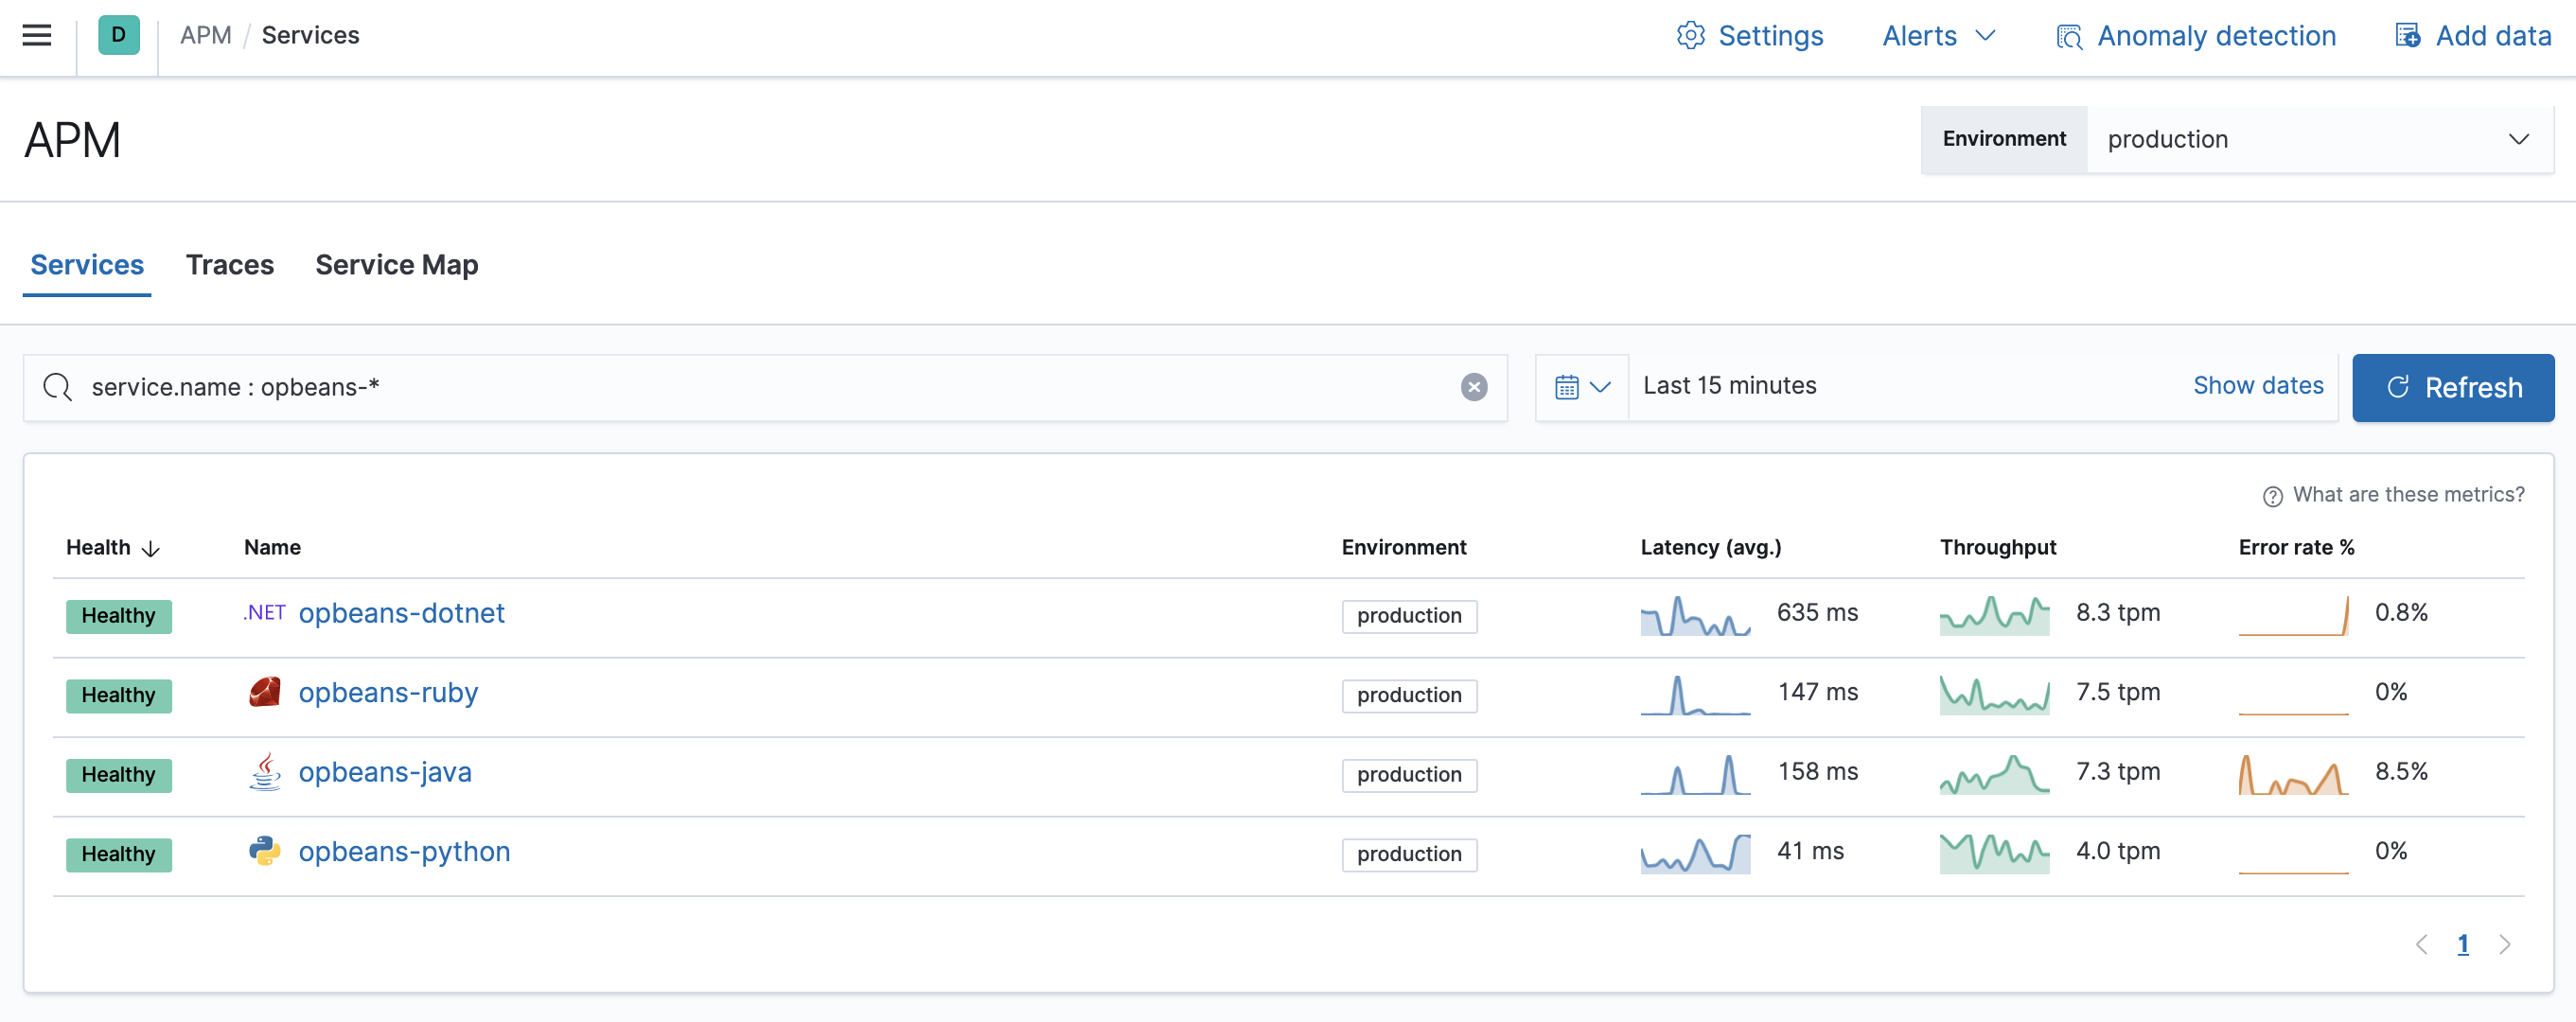 D APM / Services Settings Alerts Anomaly detection Add data
APM Environment production
Services Traces Service Map
service.name : opbeans-* Last 15 minutes Show dates Refresh
What are these metrics?
Health Name Environment Latency (avg.) Throughput Error rate %
Healthy .NET opbeans-dotnet production 635 ms 8.3 tpm 0.8%
Healthy opbeans-ruby production 147 ms 7.5 tpm 0%
Healthy opbeans-java production 158 ms 7.3 tpm 8.5%
Healthy opbeans-python production 41 ms 4.0 tpm 0%
1